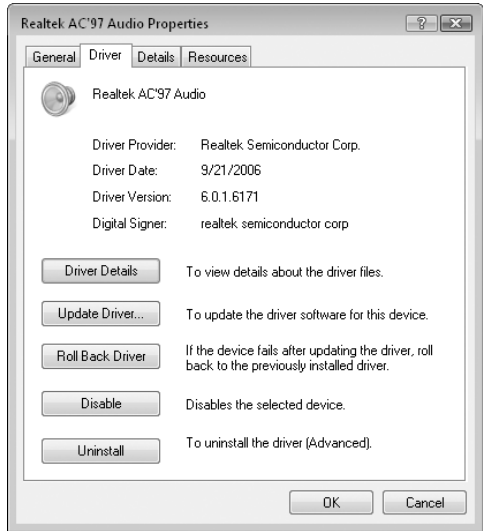 Realtek AC'97 Audio Properties
General Driver Details Resources
Realtek AC'97 Audio
Driver Provider: Realtek Semiconductor Corp.
Driver Date: 9/21/2006
Driver Version: 6.0.1.6171
Digital Signer: realtek semiconductor corp
Driver Details To view details about the driver files.
Update Driver... To update the driver software for this device.
Roll Back Driver If the device fails after updating the driver, roll
back to the previously installed driver.
Disable Disables the selected device.
Uninstall To uninstall the driver (Advanced).
OK Cancel